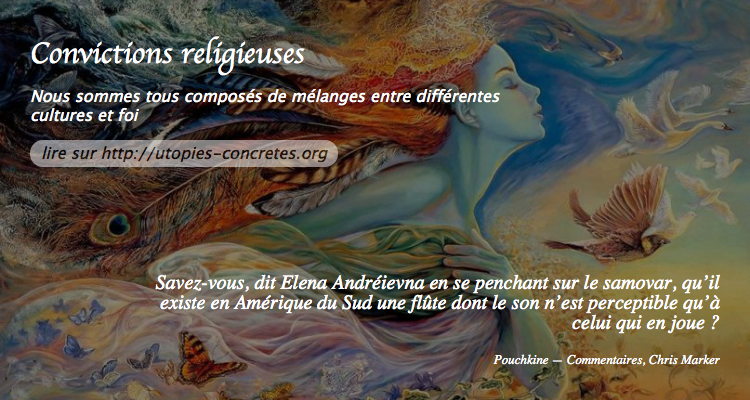 Convictions religieuses
Nous sommes tous composés de mélanges entre différentes
cultures et foi
lire sur http://utopies-concretes.org
Savez-vous, dit Elena Andréievna en se penchant sur le samovar, qu'il
existe en Amérique du Sud une flûte dont le son n'est perceptible qu'à
celui qui en joue ?
Pouchkine — Commentaires, Chris Marker